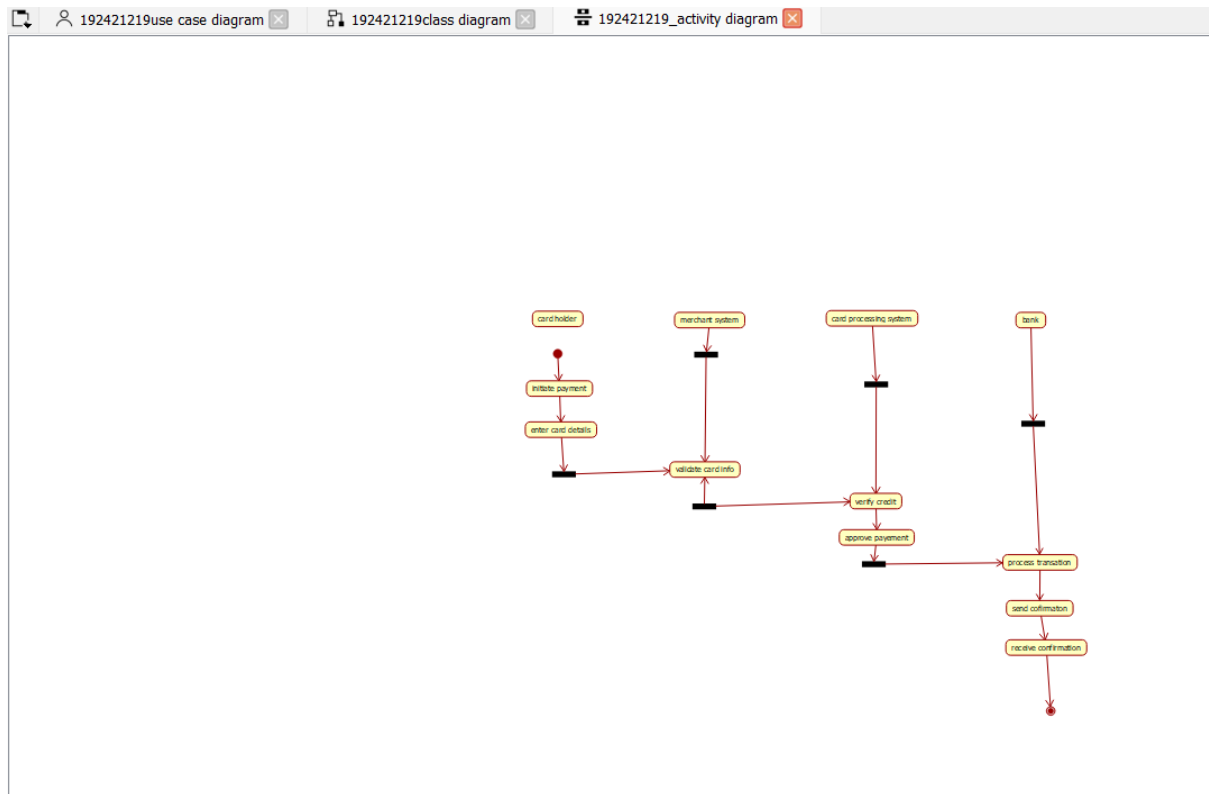 192421219use case diagram
192421219class diagram
192421219_activity diagram
card holder
merchant system
card processing system
bank
initiate payment
enter card details
validate card info
verify credit
approve payement
process transation
send cofirmaton
receive confirmation